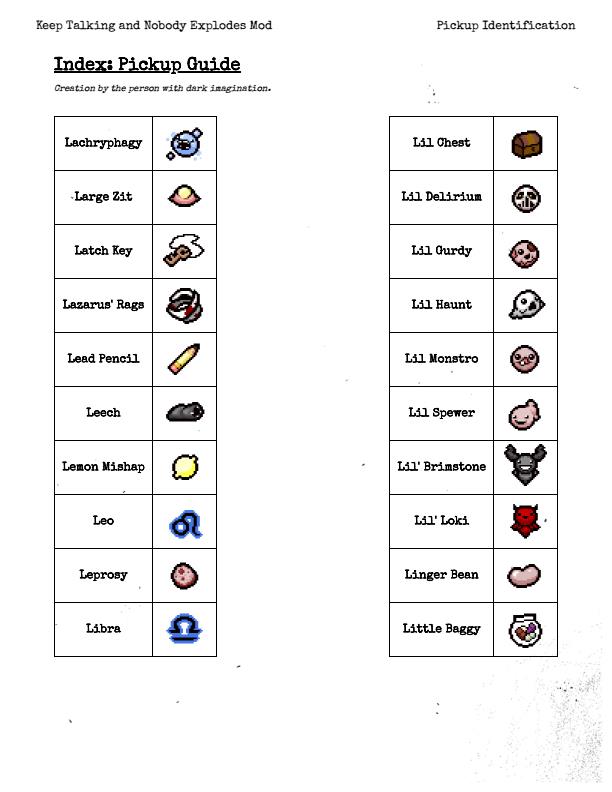 Keep Talking and Nobody Explodes Mod
Pickup Identification
Index: Pickup Guide
Creation by the person with dark imagination.
Lachryphagy
Large Zit
Latch Key
Lazarus' Rags
Lead Pencil
Leech
Lemon Mishap
Leo
Leprosy
Libra
Lil Chest
Lil Delirium
Lil Gurdy
Lil Haunt
Lil Monstro
Lil Spewer
Lil' Brimstone
Lil' Loki
Linger Bean
Little Baggy